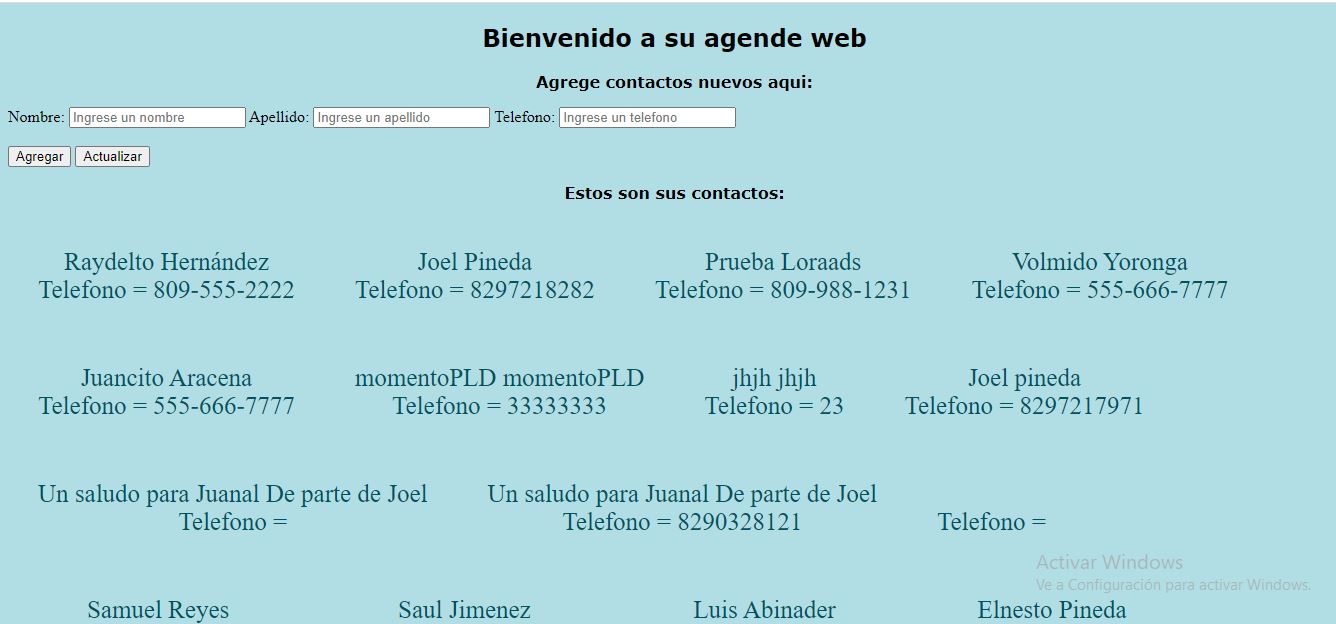 Bienvenido a su agende web
Agrege contactos nuevos aqui:
Nombre: Ingrese un nombre Apellido: Ingrese un apellido Telefono: Ingrese un telefono
Agregar Actualizar
Estos son sus contactos:
Raydelto Hernández Joel Pineda Prueba Loraads Volmido Yoronga
Telefono = 809-555-2222 Telefono = 8297218282 Telefono = 809-988-1231 Telefono = 555-666-7777
Juancito Aracena momentoPLD momentoPLD jhjh jhjh Joel pineda
Telefono = 555-666-7777 Telefono = 33333333 Telefono = 23 Telefono = 8297217971
Un saludo para Juanal De parte de Joel Un saludo para Juanal De parte de Joel
Telefono = Telefono = 8290328121 Telefono =
Activar Windows
Ve a Configuración para activar Windows.
Samuel Reyes Saul Jimenez Luis Abinader Elnesto Pineda